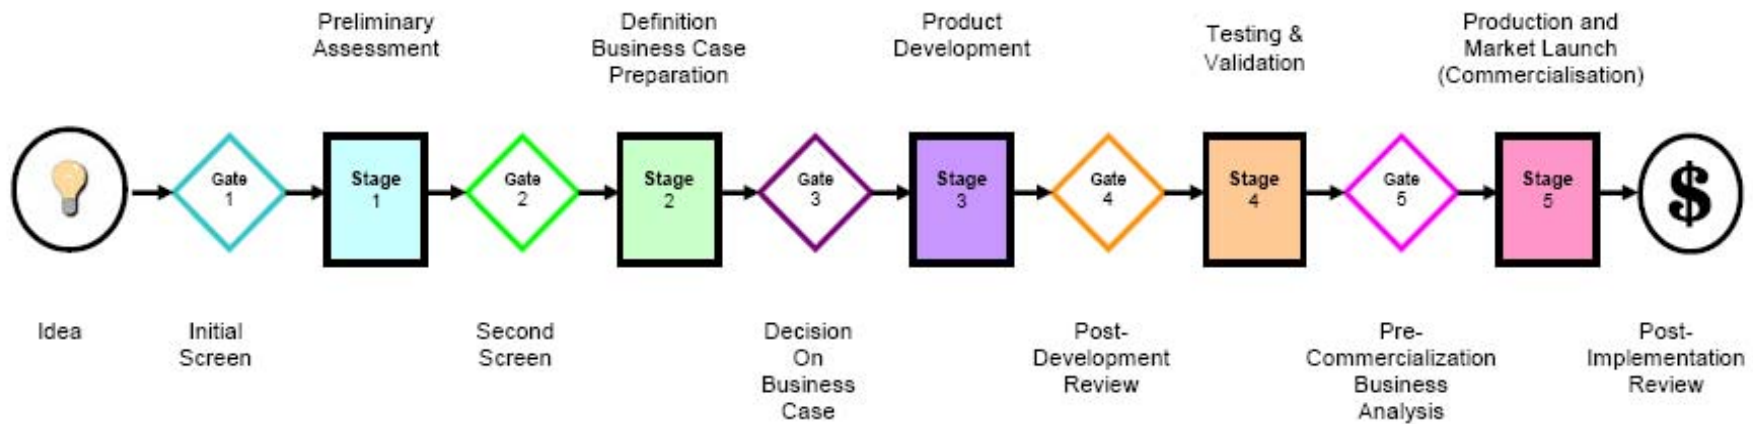 Preliminary
Assessment
Definition
Business Case
Preparation
Product
Development
Testing &
Validation
Production and
Market Launch
(Commercialisation)
Gate
1
Stage
1
Gate
2
Stage
2
Gate
3
Stage
3
Gate
4
Stage
4
Gate
5
Stage
5
$
Idea
Initial
Screen
Second
Screen
Decision
On
Business
Case
Post-
Development
Review
Pre-
Commercialization
Business
Analysis
Post-
Implementation
Review